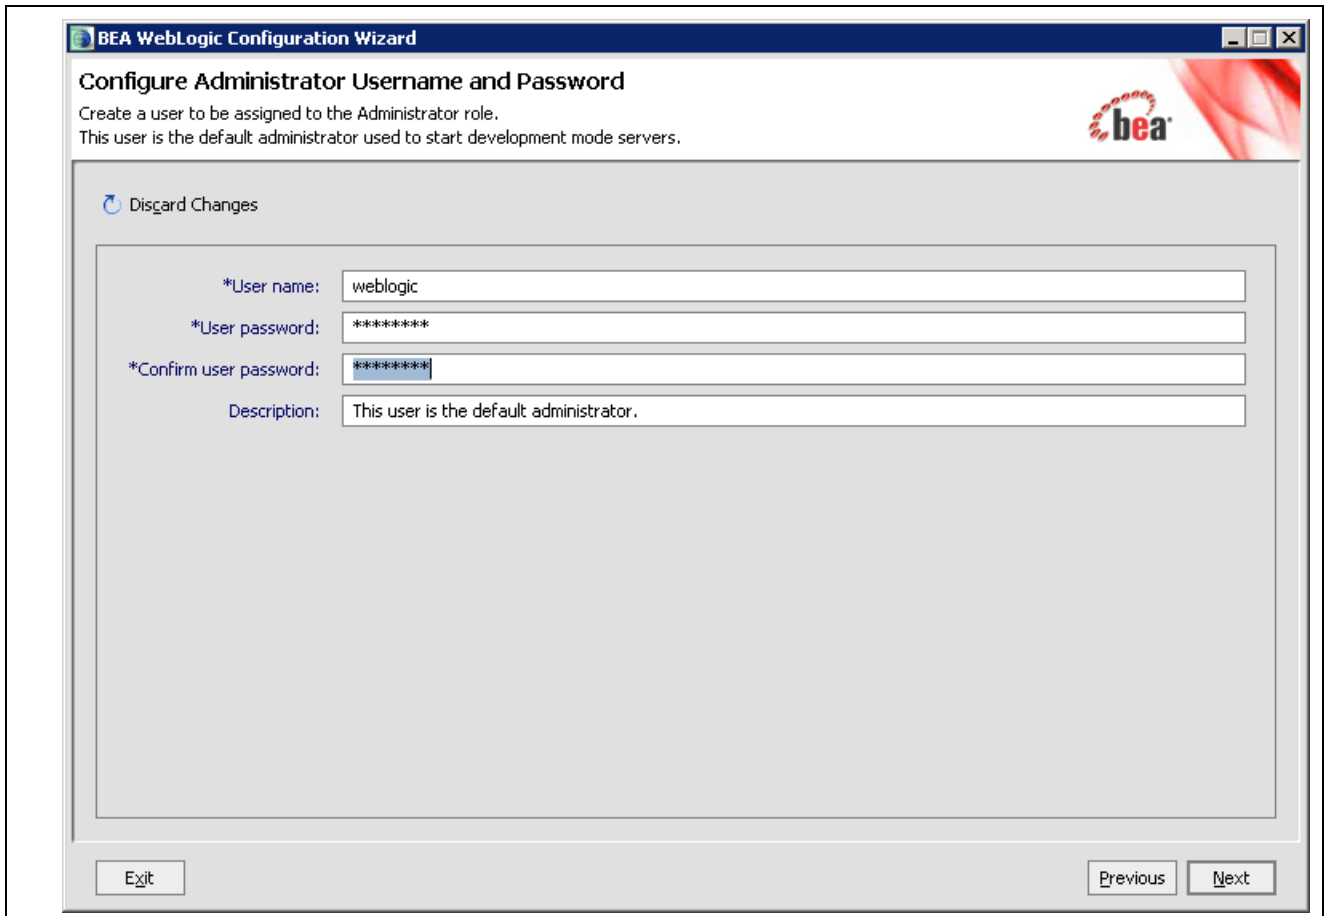 BEA WebLogic Configuration Wizard
Configure Administrator Username and Password
Create a user to be assigned to the Administrator role.
This user is the default administrator used to start development mode servers.
bea
Discard Changes
*User name: weblogic
*User password: ********
*Confirm user password: ********
Description: This user is the default administrator.
Exit Previous Next